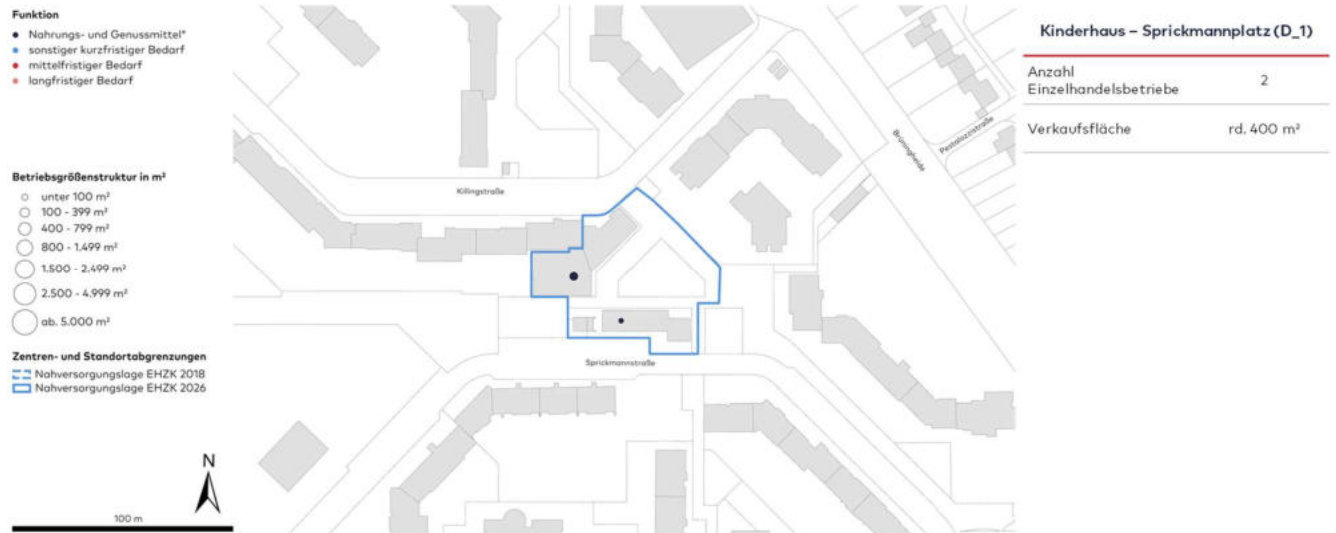 Funktion
Nahrungs- und Genussmittel*
sonstiger kurzfristiger Bedarf
mittelfristiger Bedarf
langfristiger Bedarf
Betriebsgrößenstruktur in m²
unter 100 m²
100 - 399 m²
400 - 799 m²
800 - 1.499 m²
1.500 - 2.499 m²
2.500 - 4.999 m²
ab. 5.000 m²
Zentren- und Standortabgrenzungen
Nahversorgungslage EHZK 2018
Nahversorgungslage EHZK 2026
N
100 m
Killingstraße
Brüningheide
Pestalozzistraße
Sprickmannstraße
Kinderhaus – Sprickmannplatz (D_1)
Anzahl
Einzelhandelsbetriebe 2
Verkaufsfläche rd. 400 m²